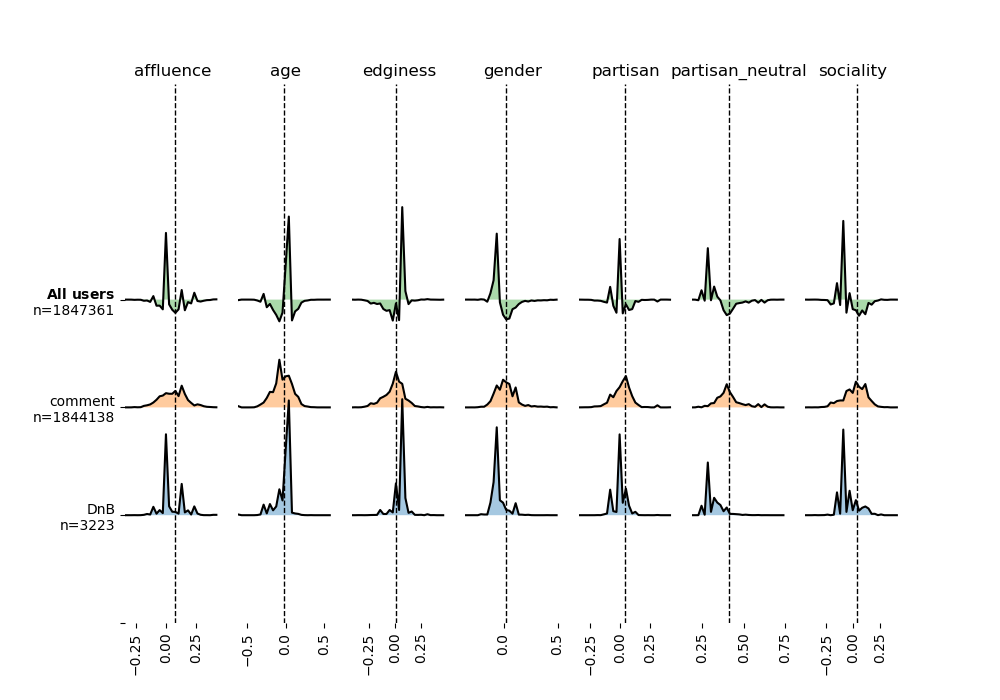 affluence age edginess gender partisan partisan_neutral sociality
All users
n=1847361
comment
n=1844138
DnB
n=3223
−0.25 0.00 0.25 −0.5 0.0 0.5 −0.25 0.00 0.25 0.0 0.5 −0.25 0.00 0.25 0.25 0.50 0.75 −0.25 0.00 0.25